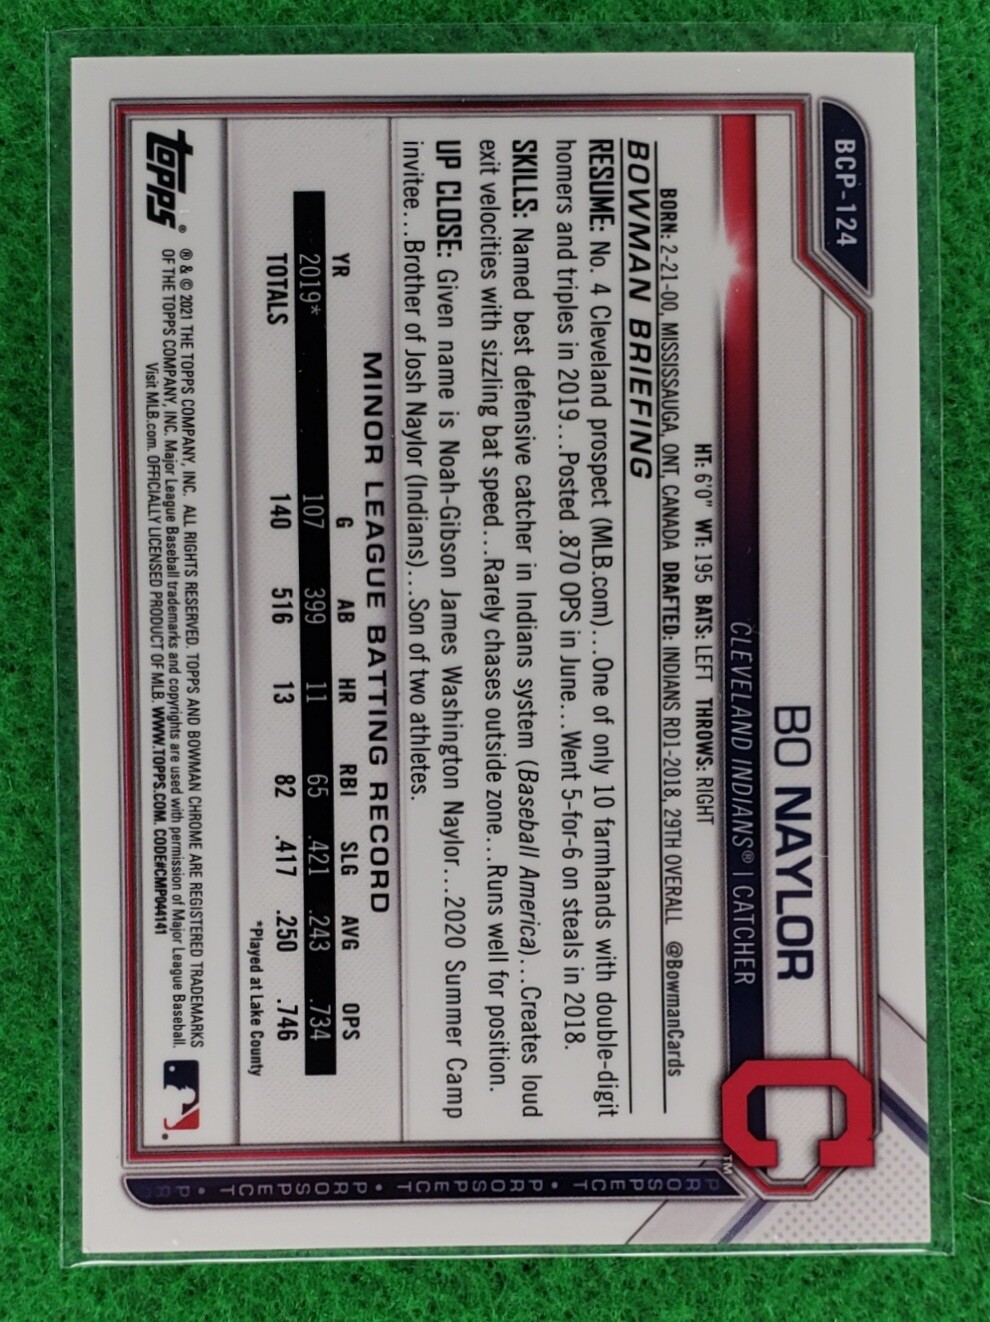 BCP-124
BO NAYLOR
CLEVELAND INDIANS® | CATCHER
HT: 6'0" WT: 195 BATS: LEFT THROWS: RIGHT
BORN: 2-21-00, MISSISSAUGA, ONT, CANADA DRAFTED: INDIANS RD1-2018, 29TH OVERALL @BowmanCards
BOWMAN BRIEFING
RESUME: No. 4 Cleveland prospect (MLB.com)...One of only 10 farmhands with double-digit
homers and triples in 2019...Posted .870 OPS in June...Went 5-for-6 on steals in 2018.
SKILLS: Named best defensive catcher in Indians system (Baseball America)...Creates loud
exit velocities with sizzling bat speed...Rarely chases outside zone...Runs well for position.
UP CLOSE: Given name is Noah-Gibson James Washington Naylor...2020 Summer Camp
invitee...Brother of Josh Naylor (Indians)...Son of two athletes.
MINOR LEAGUE BATTING RECORD
YR G AB HR RBI SLG AVG OPS
2019* 107 399 11 65 .421 .243 .734
TOTALS 140 516 13 82 .417 .250 .746
*Played at Lake County
topps®
® & © 2021 THE TOPPS COMPANY, INC. ALL RIGHTS RESERVED. TOPPS AND BOWMAN CHROME ARE REGISTERED TRADEMARKS
OF THE TOPPS COMPANY, INC. Major League Baseball trademarks and copyrights are used with permission of Major League Baseball.
Visit MLB.com. OFFICIALLY LICENSED PRODUCT OF MLB. WWW.TOPPS.COM. CODE#CMP044141
C TM
PROSPECT • PROSPECT • PROSPECT • PR